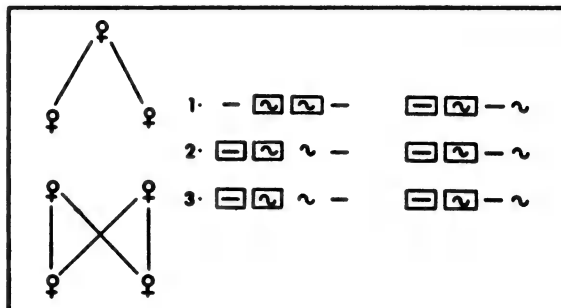 1. — ~ ~ — — ~ — ~
2. — ~ ~ — — ~ — ~
3. — ~ ~ — — ~ — ~